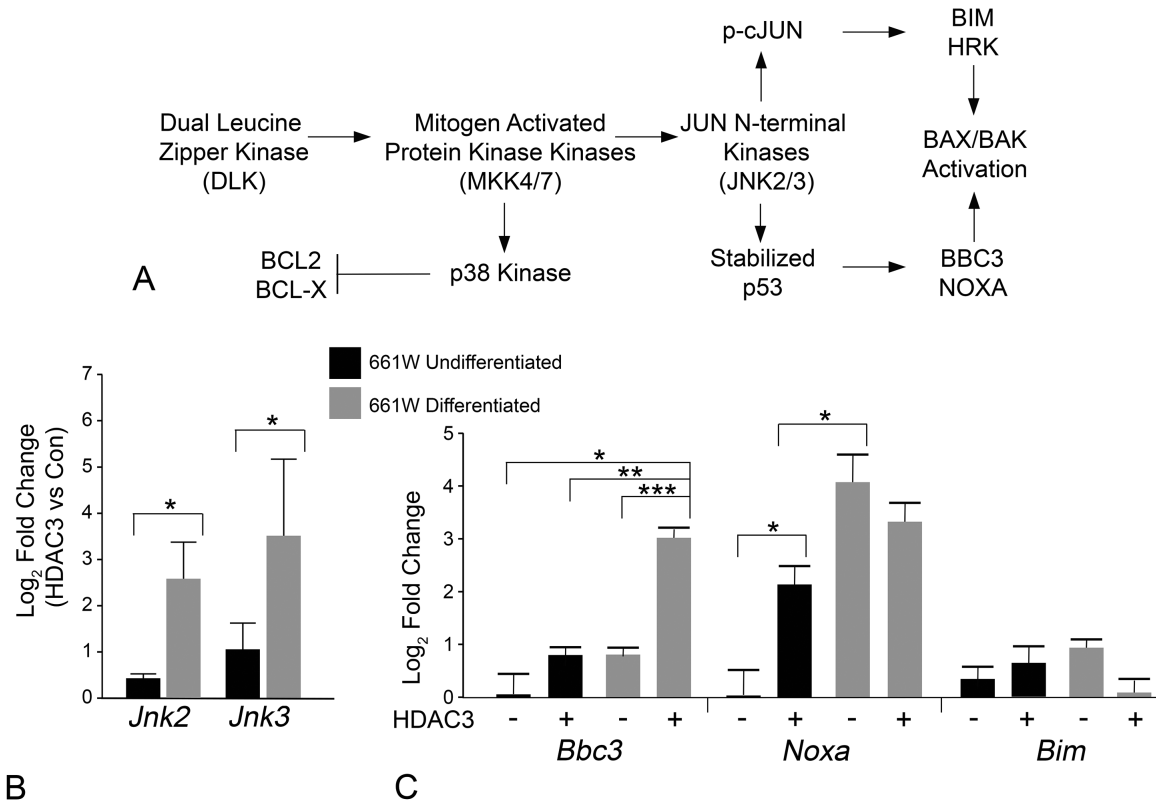 p-cJUN
BIM
HRK
Dual Leucine
Zipper Kinase
(DLK)
Mitogen Activated
Protein Kinase Kinases
(MKK4/7)
JUN N-terminal
Kinases
(JNK2/3)
BAX/BAK
Activation
A
BCL2
BCL-X
p38 Kinase
Stabilized
p53
BBC3
NOXA
661W Undifferentiated
661W Differentiated
Log2 Fold Change
(HDAC3 vs Con)
7
6
5
4
3
2
1
0
*
*
Jnk2 Jnk3
B
Log2 Fold Change
5
4
3
2
1
0
*
**
***
*
*
HDAC3 - + - + - + - + - + - +
Bbc3 Noxa Bim
C